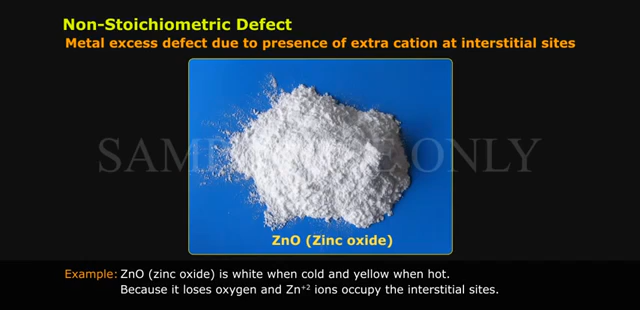 Non-Stoichiometric Defect
Metal excess defect due to presence of extra cation at interstitial sites
ZnO (Zinc oxide)
Example: ZnO (zinc oxide) is white when cold and yellow when hot.
Because it loses oxygen and Zn⁺² ions occupy the interstitial sites.